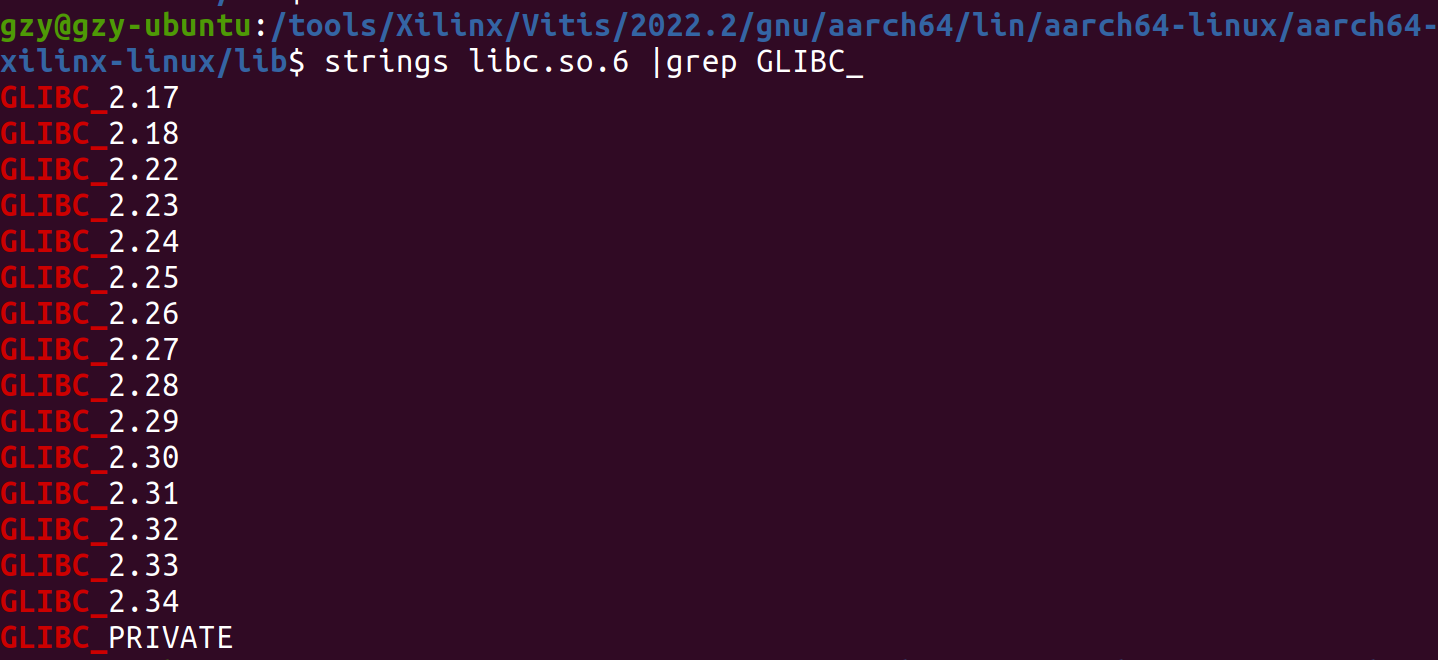 gzy@gzy-ubuntu:/tools/Xilinx/Vitis/2022.2/gnu/aarch64/lin/aarch64-linux/aarch64-
xilinx-linux/lib$ strings libc.so.6 |grep GLIBC_
GLIBC_2.17
GLIBC_2.18
GLIBC_2.22
GLIBC_2.23
GLIBC_2.24
GLIBC_2.25
GLIBC_2.26
GLIBC_2.27
GLIBC_2.28
GLIBC_2.29
GLIBC_2.30
GLIBC_2.31
GLIBC_2.32
GLIBC_2.33
GLIBC_2.34
GLIBC_PRIVATE